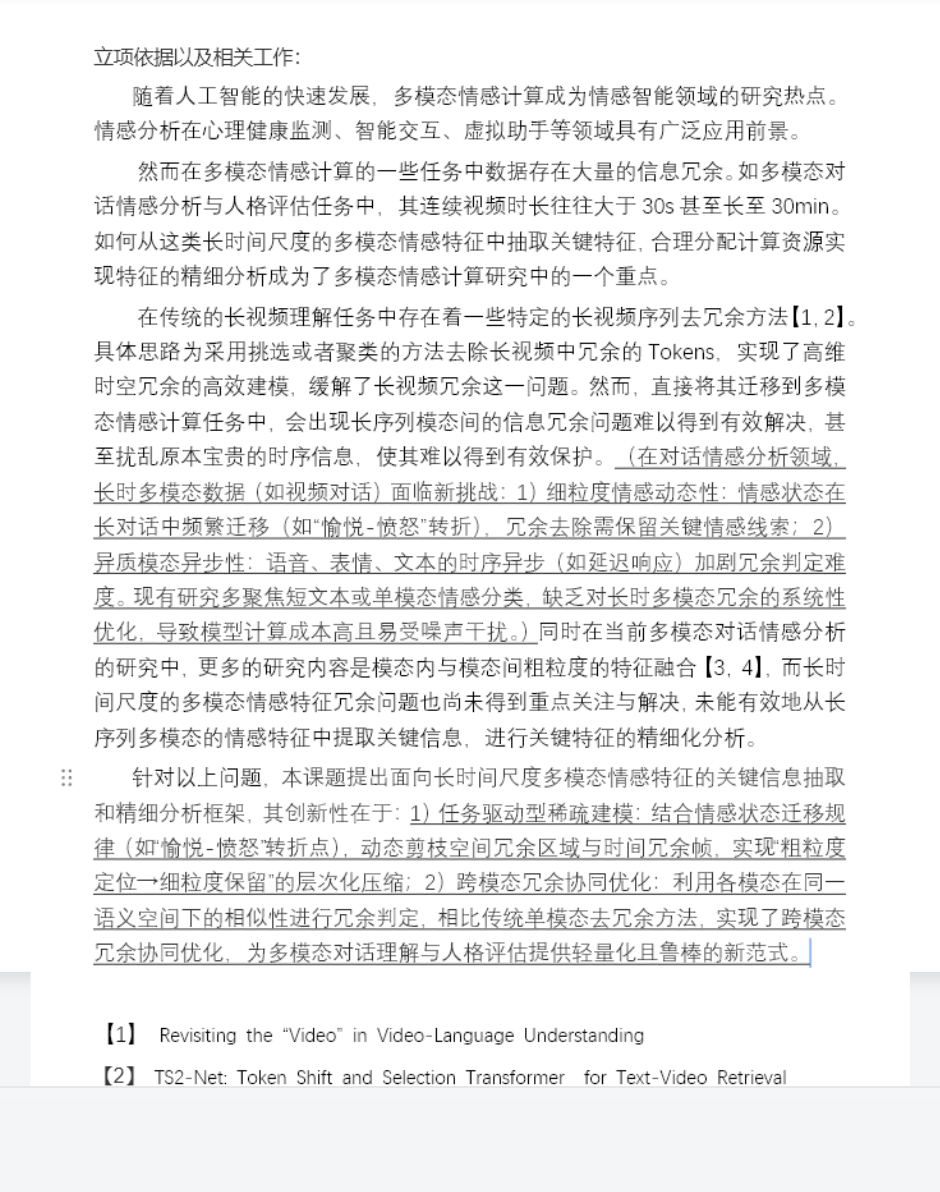 立项依据以及相关工作：
随着人工智能的快速发展，多模态情感计算成为情感智能领域的研究热点。
情感分析在心理健康监测、智能交互、虚拟助手等领域具有广泛应用前景。
然而在多模态情感计算的一些任务中数据存在大量的信息冗余。如多模态对
话情感分析与人格评估任务中，其连续视频时长往往大于 30s 甚至长至 30min。
如何从这类长时间尺度的多模态情感特征中抽取关键特征，合理分配计算资源实
现特征的精细分析成为了多模态情感计算研究中的一个重点。
在传统的长视频理解任务中存在着一些特定的长视频序列去冗余方法【1, 2】。
具体思路为采用挑选或者聚类的方法去除长视频中冗余的 Tokens，实现了高维
时空冗余的高效建模，缓解了长视频冗余这一问题。然而，直接将其迁移到多模
态情感计算任务中，会出现长序列模态间的信息冗余问题难以得到有效解决，甚
至扰乱原本宝贵的时序信息，使其难以得到有效保护。（在对话情感分析领域，
长时多模态数据（如视频对话）面临新挑战：1）细粒度情感动态性：情感状态在
长对话中频繁迁移（如“愉悦-愤怒”转折），冗余去除需保留关键情感线索；2）
异质模态异步性：语音、表情、文本的时序异步（如延迟响应）加剧冗余判定难
度。现有研究多聚焦短文本或单模态情感分类，缺乏对长时多模态冗余的系统性
优化，导致模型计算成本高且易受噪声干扰。）同时在当前多模态对话情感分析
的研究中，更多的研究内容是模态内与模态间粗粒度的特征融合【3, 4】，而长时
间尺度的多模态情感特征冗余问题也尚未得到重点关注与解决，未能有效地从长
序列多模态的情感特征中提取关键信息，进行关键特征的精细化分析。
针对以上问题，本课题提出面向长时间尺度多模态情感特征的关键信息抽取
和精细分析框架，其创新性在于：1）任务驱动型稀疏建模：结合情感状态迁移规
律（如“愉悦-愤怒”转折点），动态剪枝空间冗余区域与时间冗余帧，实现“粗粒度
定位→细粒度保留”的层次化压缩；2）跨模态冗余协同优化：利用各模态在同一
语义空间下的相似性进行冗余判定，相比传统单模态去冗余方法，实现了跨模态
冗余协同优化，为多模态对话理解与人格评估提供轻量化且鲁棒的新范式。
【1】 Revisiting the “Video” in Video-Language Understanding
【2】 TS2-Net: Token Shift and Selection Transformer for Text-Video Retrieval